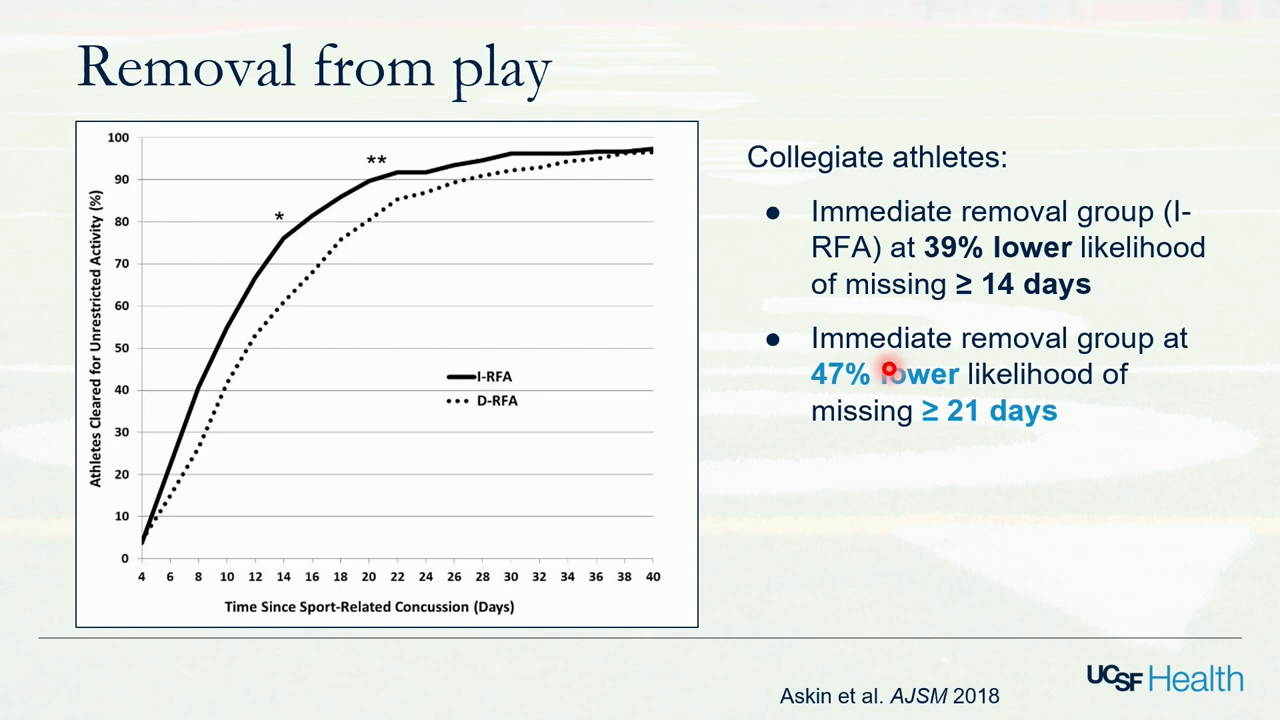 Removal from play
100
90
80
70
60
50
40
30
20
10
0
Athletes Cleared for Unrestricted Activity (%)
*
**
I-RFA
D-RFA
4 6 8 10 12 14 16 18 20 22 24 26 28 30 32 34 36 38 40
Time Since Sport-Related Concussion (Days)
Collegiate athletes:
● Immediate removal group (I-
RFA) at 39% lower likelihood
of missing ≥ 14 days
● Immediate removal group at
47% lower likelihood of
missing ≥ 21 days
Askin et al. AJSM 2018
UCSF Health